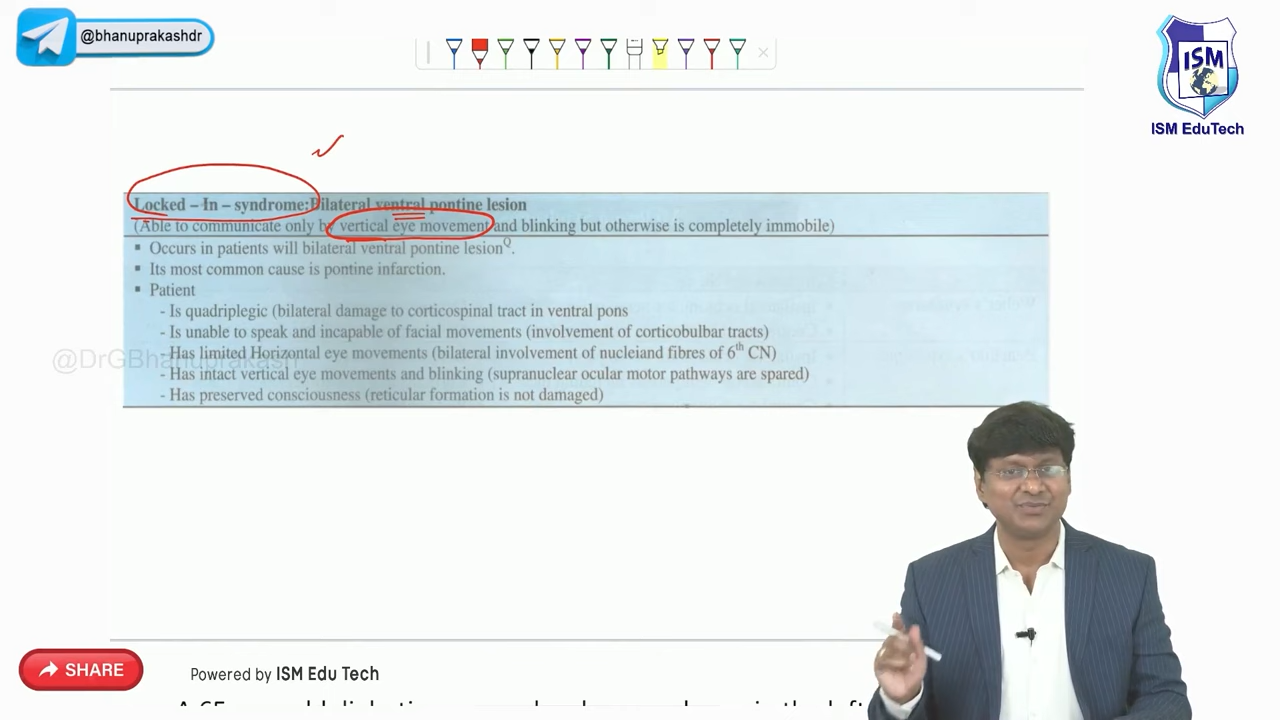 @bhanuprakashdr
ISM
ISM EduTech
Locked – In – syndrome: Bilateral ventral pontine lesion
(Able to communicate only by vertical eye movement and blinking but otherwise is completely immobile)
▪ Occurs in patients will bilateral ventral pontine lesionQ.
▪ Its most common cause is pontine infarction.
▪ Patient
- Is quadriplegic (bilateral damage to corticospinal tract in ventral pons
- Is unable to speak and incapable of facial movements (involvement of corticobulbar tracts)
- Has limited Horizontal eye movements (bilateral involvement of nucleiand fibres of 6th CN)
@DrGBhanuprakash
- Has intact vertical eye movements and blinking (supranuclear ocular motor pathways are spared)
- Has preserved consciousness (reticular formation is not damaged)
SHARE
Powered by ISM Edu Tech